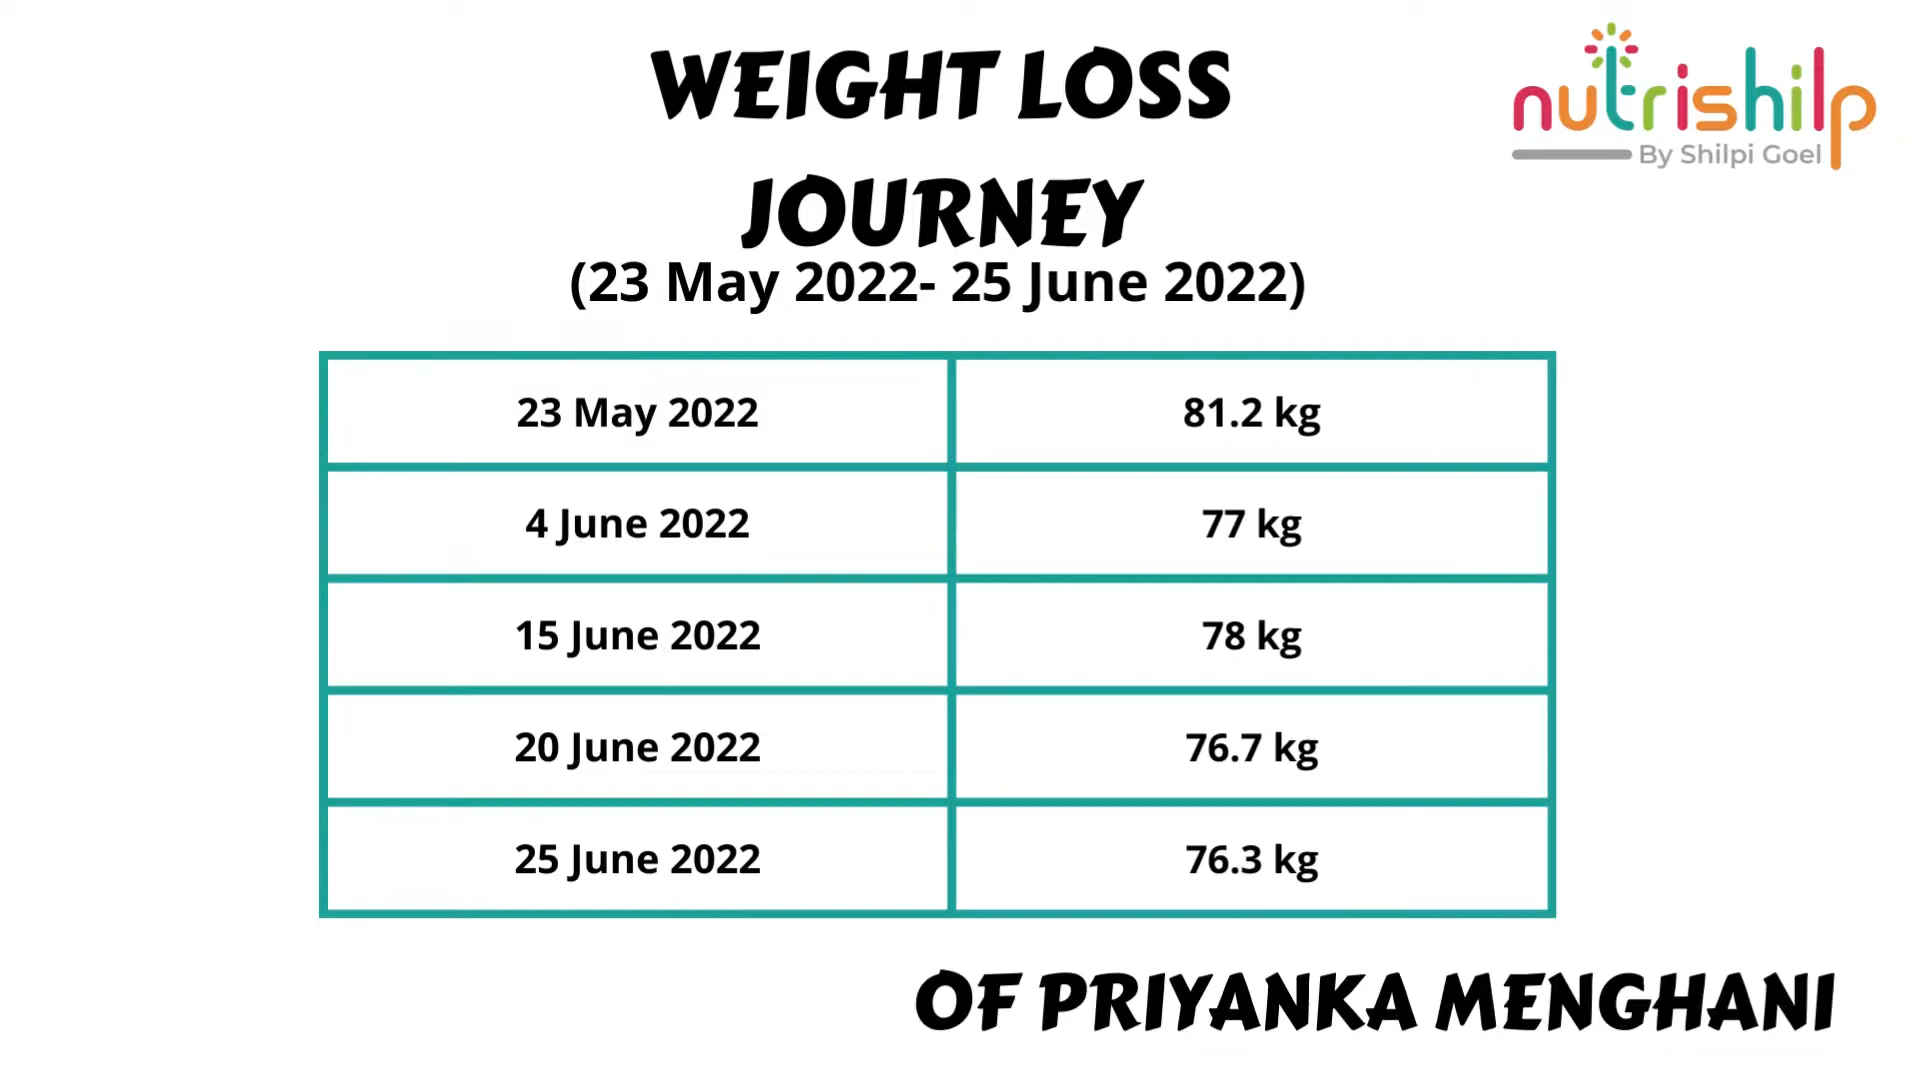 WEIGHT LOSS
JOURNEY
(23 May 2022- 25 June 2022)
nutrishilp
By Shilpi Goel
23 May 2022 81.2 kg
4 June 2022 77 kg
15 June 2022 78 kg
20 June 2022 76.7 kg
25 June 2022 76.3 kg
OF PRIYANKA MENGHANI